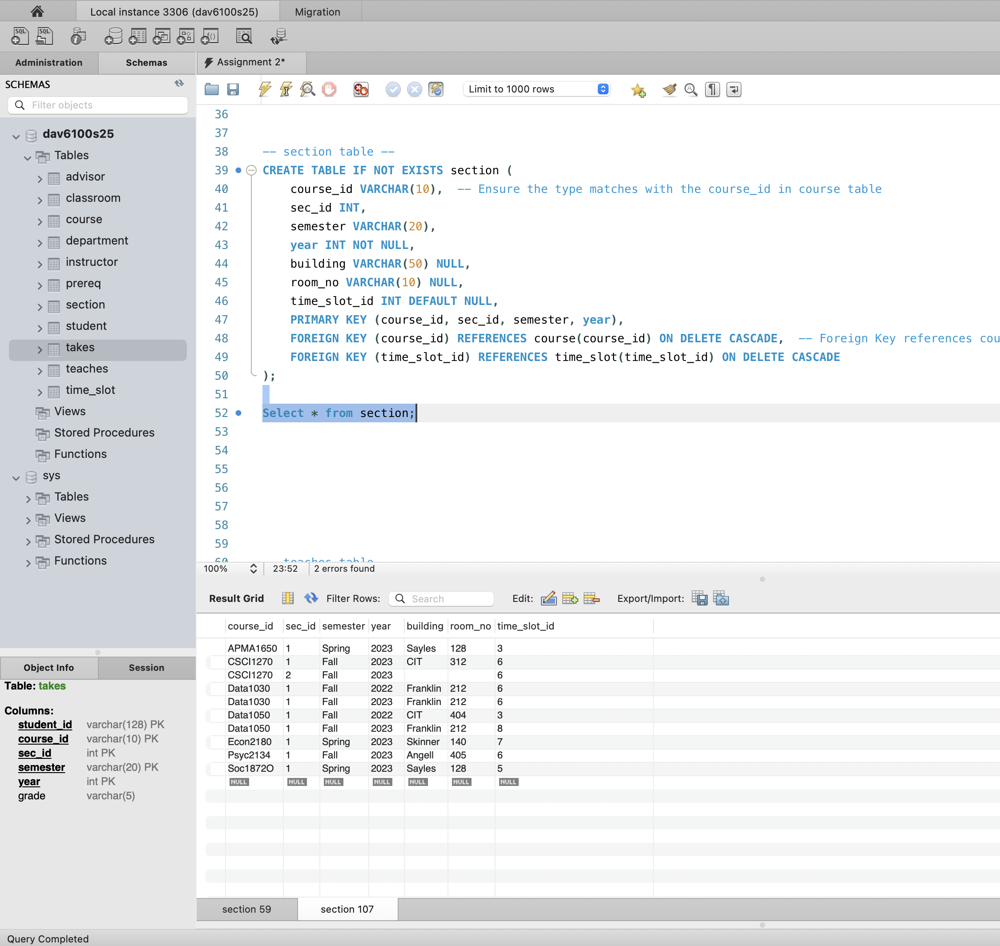 Local instance 3306 (dav6100s25) Migration
Administration Schemas Assignment 2*
SCHEMAS
Filter objects
Limit to 1000 rows
dav6100s25
Tables
advisor
classroom
course
department
instructor
prereq
section
student
takes
teaches
time_slot
Views
Stored Procedures
Functions
sys
Tables
Views
Stored Procedures
Functions
36
37
38 -- section table --
39 CREATE TABLE IF NOT EXISTS section (
40 course_id VARCHAR(10), -- Ensure the type matches with the course_id in course table
41 sec_id INT,
42 semester VARCHAR(20),
43 year INT NOT NULL,
44 building VARCHAR(50) NULL,
45 room_no VARCHAR(10) NULL,
46 time_slot_id INT DEFAULT NULL,
47 PRIMARY KEY (course_id, sec_id, semester, year),
48 FOREIGN KEY (course_id) REFERENCES course(course_id) ON DELETE CASCADE, -- Foreign Key references cou
49 FOREIGN KEY (time_slot_id) REFERENCES time_slot(time_slot_id) ON DELETE CASCADE
50 );
51
52 Select * from section;
53
54
55
56
57
58
59
60 teaches table
100% 23:52 2 errors found
Result Grid Filter Rows: Search Edit: Export/Import:
course_id sec_id semester year building room_no time_slot_id
APMA1650 1 Spring 2023 Sayles 128 3
CSCI1270 1 Fall 2023 CIT 312 6
CSCI1270 2 Fall 2023 6
Data1030 1 Fall 2022 Franklin 212 6
Data1030 1 Fall 2023 Franklin 212 6
Data1050 1 Fall 2022 CIT 404 3
Data1050 1 Fall 2023 Franklin 212 8
Econ2180 1 Spring 2023 Skinner 140 7
Psyc2134 1 Fall 2023 Angell 405 6
Soc1872O 1 Spring 2023 Sayles 128 5
NULL NULL NULL NULL NULL NULL NULL
section 59 section 107
Object Info Session
Table: takes
Columns:
student_id varchar(128) PK
course_id varchar(10) PK
sec_id int PK
semester varchar(20) PK
year int PK
grade varchar(5)
Query Completed